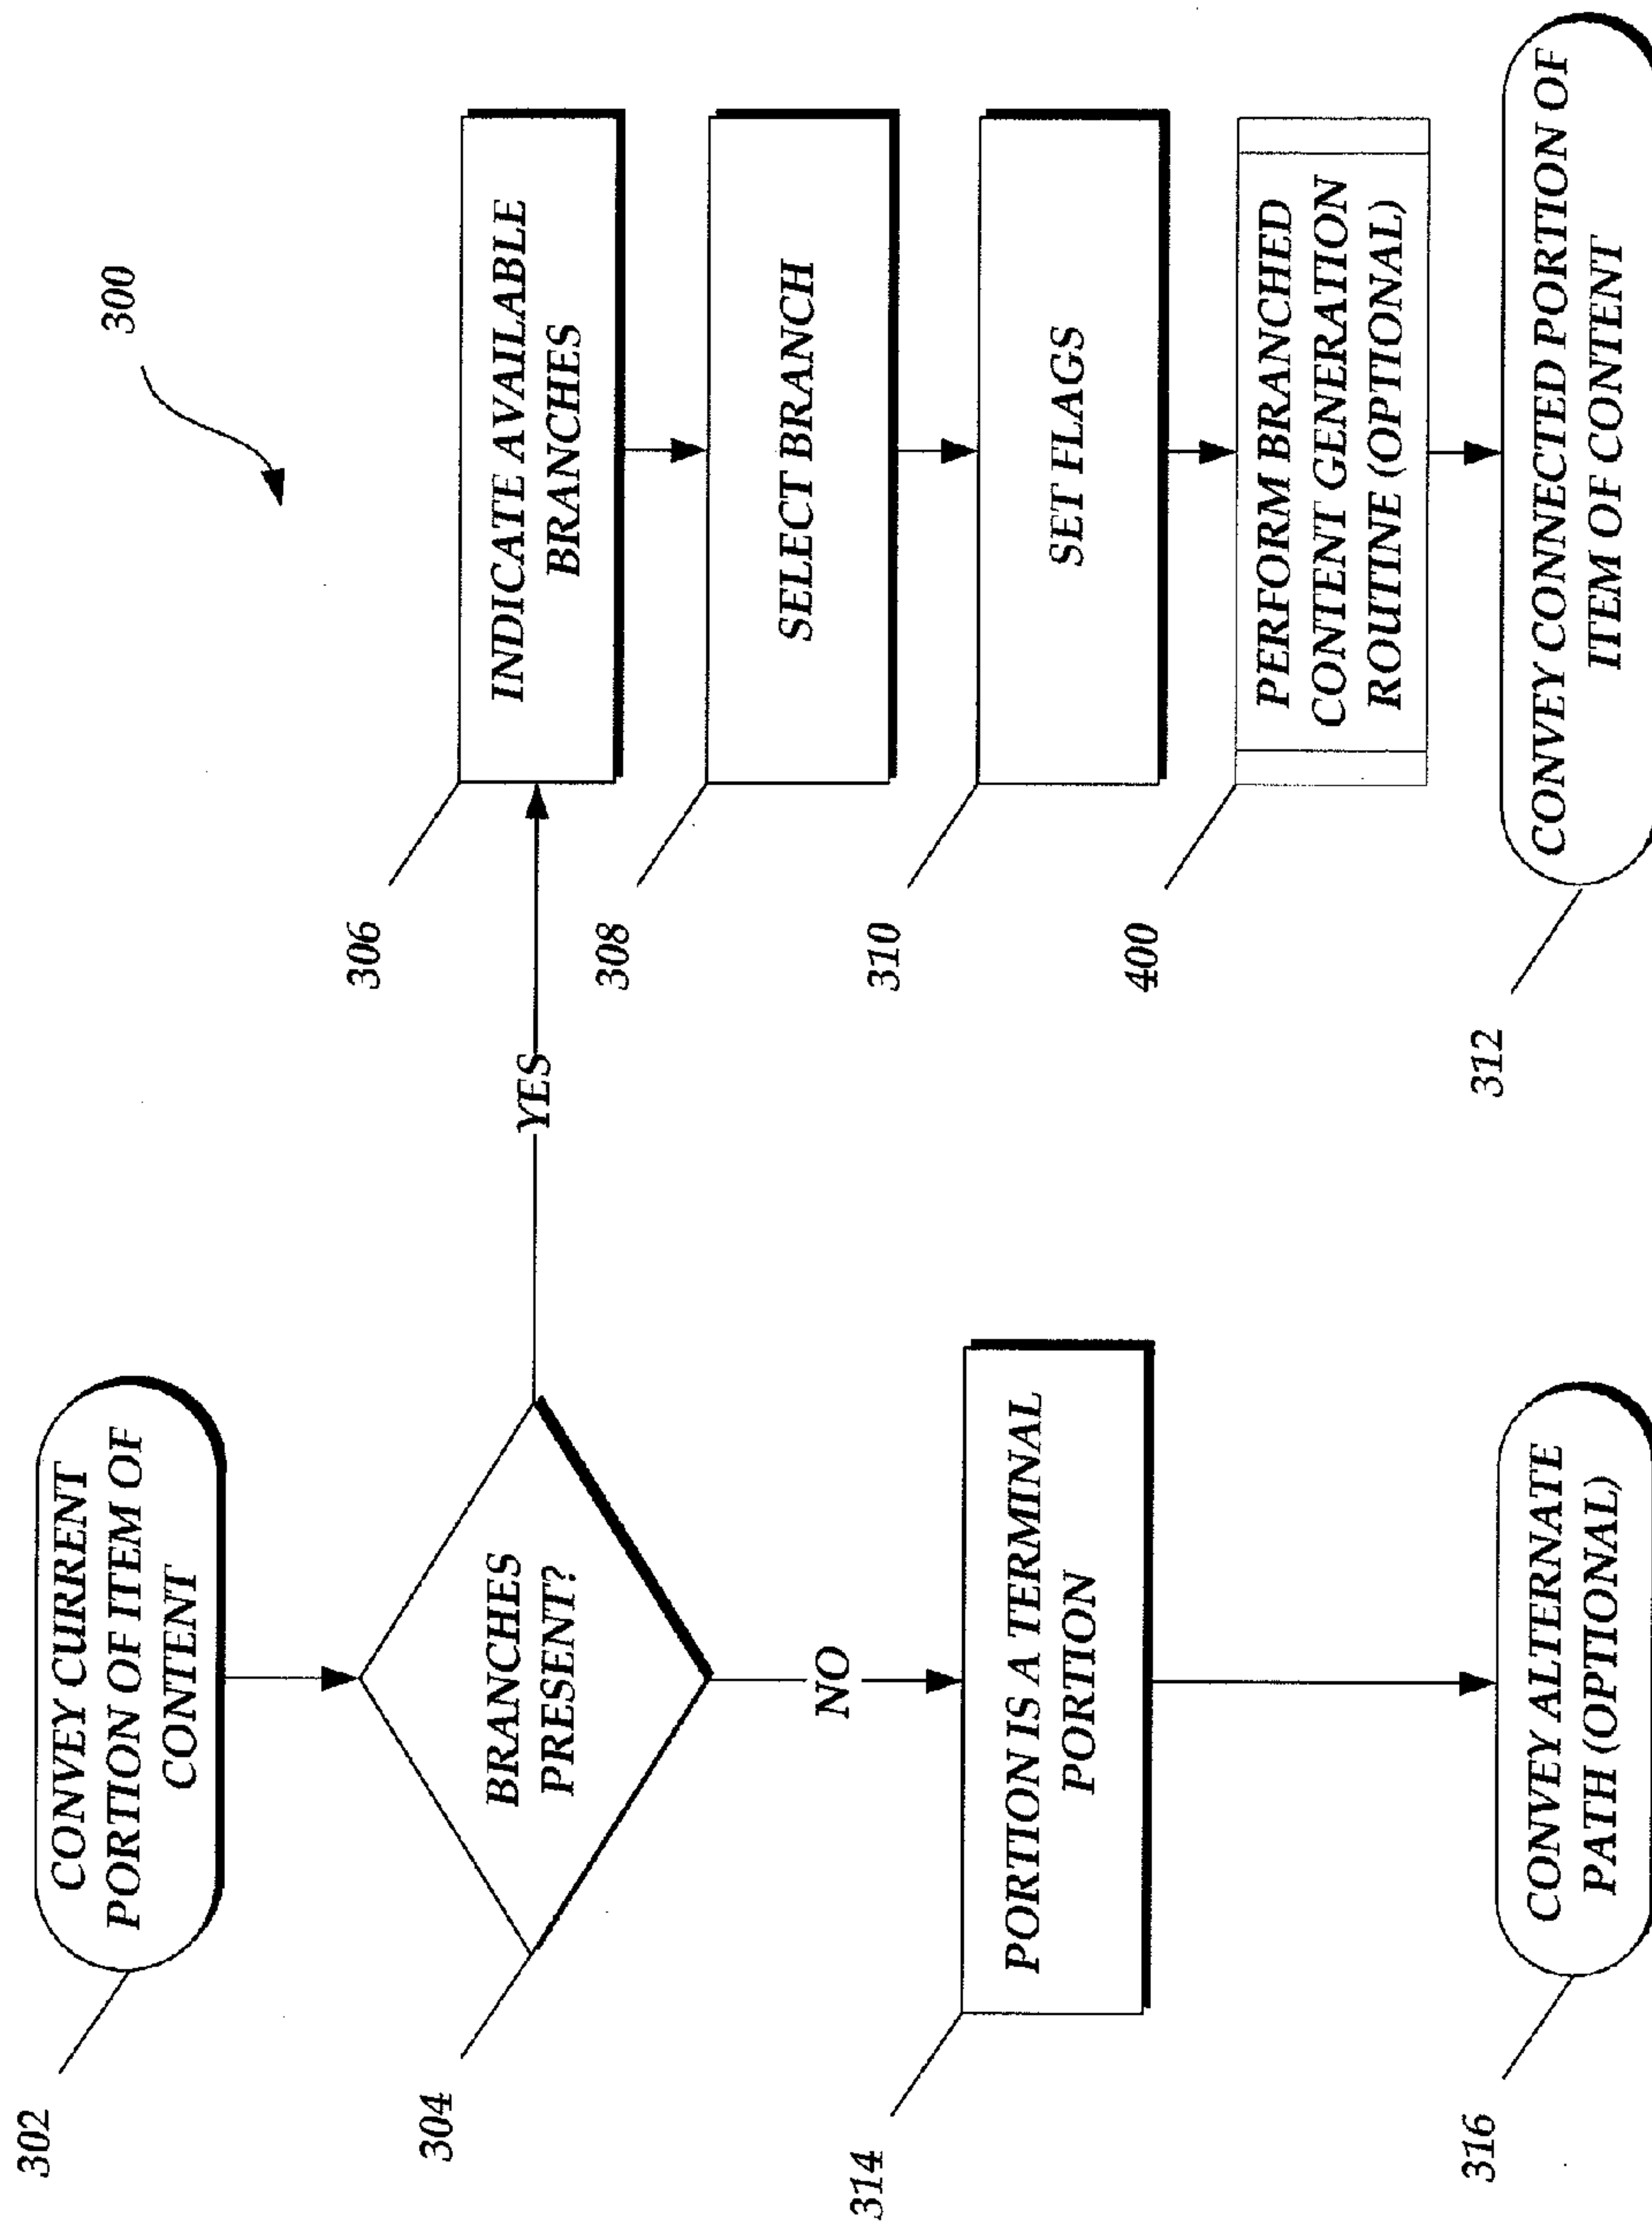 300
302
CONVEY CURRENT
PORTION OF ITEM OF
CONTENT
304
BRANCHES
PRESENT?
YES
306
INDICATE AVAILABLE
BRANCHES
308
SELECT BRANCH
310
SET FLAGS
400
PERFORM BRANCHED
CONTENT GENERATION
ROUTINE (OPTIONAL)
312
CONVEY CONNECTED PORTION OF
ITEM OF CONTENT
NO
314
PORTION IS A TERMINAL
PORTION
316
CONVEY ALTERNATE
PATH (OPTIONAL)